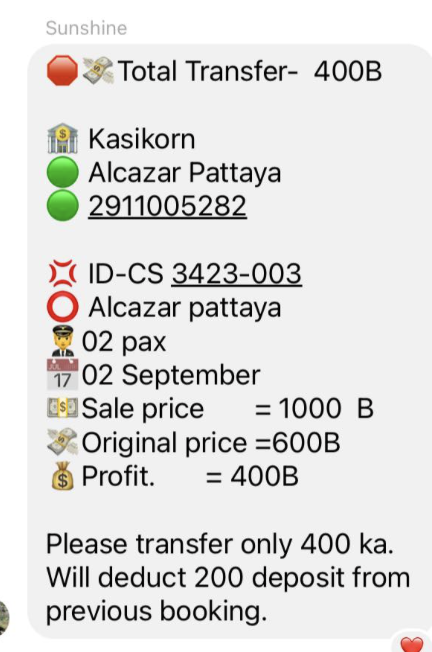 Sunshine
🛑💸Total Transfer- 400B
🏦 Kasikorn
🟢 Alcazar Pattaya
🟢 2911005282
💢 ID-CS 3423-003
⭕ Alcazar pattaya
🧑‍✈️02 pax
📅02 September
💵Sale price = 1000 B
💸Original price =600B
💰Profit. = 400B
Please transfer only 400 ka.
Will deduct 200 deposit from
previous booking.